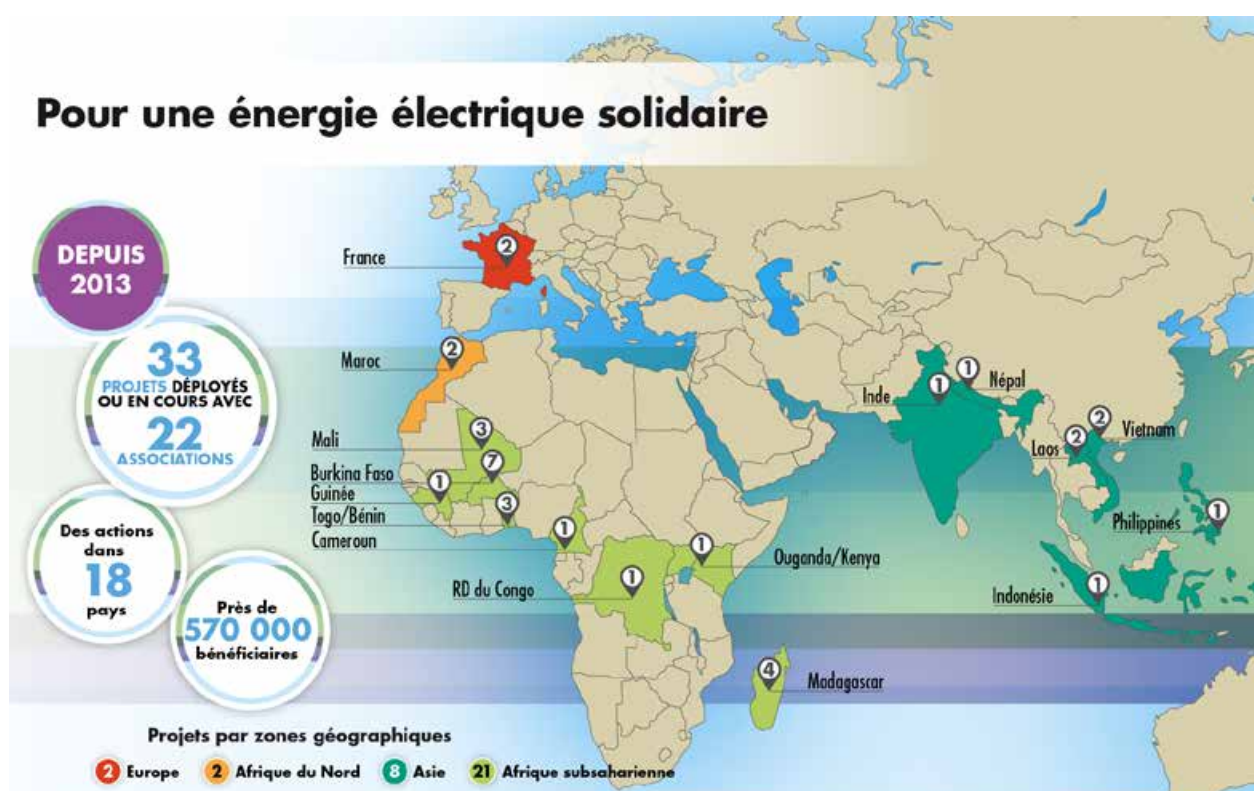 Pour une énergie électrique solidaire
DEPUIS
2013
33
PROJETS DÉPLOYÉS
OU EN COURS AVEC
22
ASSOCIATIONS
Des actions
dans
18
pays
Près de
570 000
bénéficiaires
France
2
Maroc
2
Mali
3
Burkina Faso
7
Guinée
1
Togo/Bénin
3
Cameroun
1
RD du Congo
1
Ouganda/Kenya
1
Madagascar
4
Inde
1
Népal
1
Laos
2
Vietnam
2
Philippines
1
Indonésie
1
Projets par zones géographiques
2 Europe
2 Afrique du Nord
8 Asie
21 Afrique subsaharienne